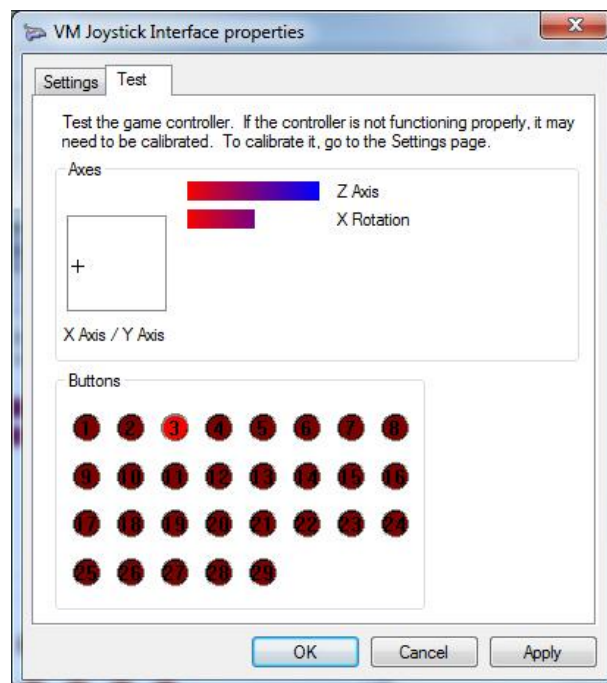 VM Joystick Interface properties
Settings Test
Test the game controller. If the controller is not functioning properly, it may
need to be calibrated. To calibrate it, go to the Settings page.
Axes
Z Axis
X Rotation
X Axis / Y Axis
Buttons
1 2 3 4 5 6 7 8
9 10 11 12 13 14 15 16
17 18 19 20 21 22 23 24
25 26 27 28 29
OK Cancel Apply